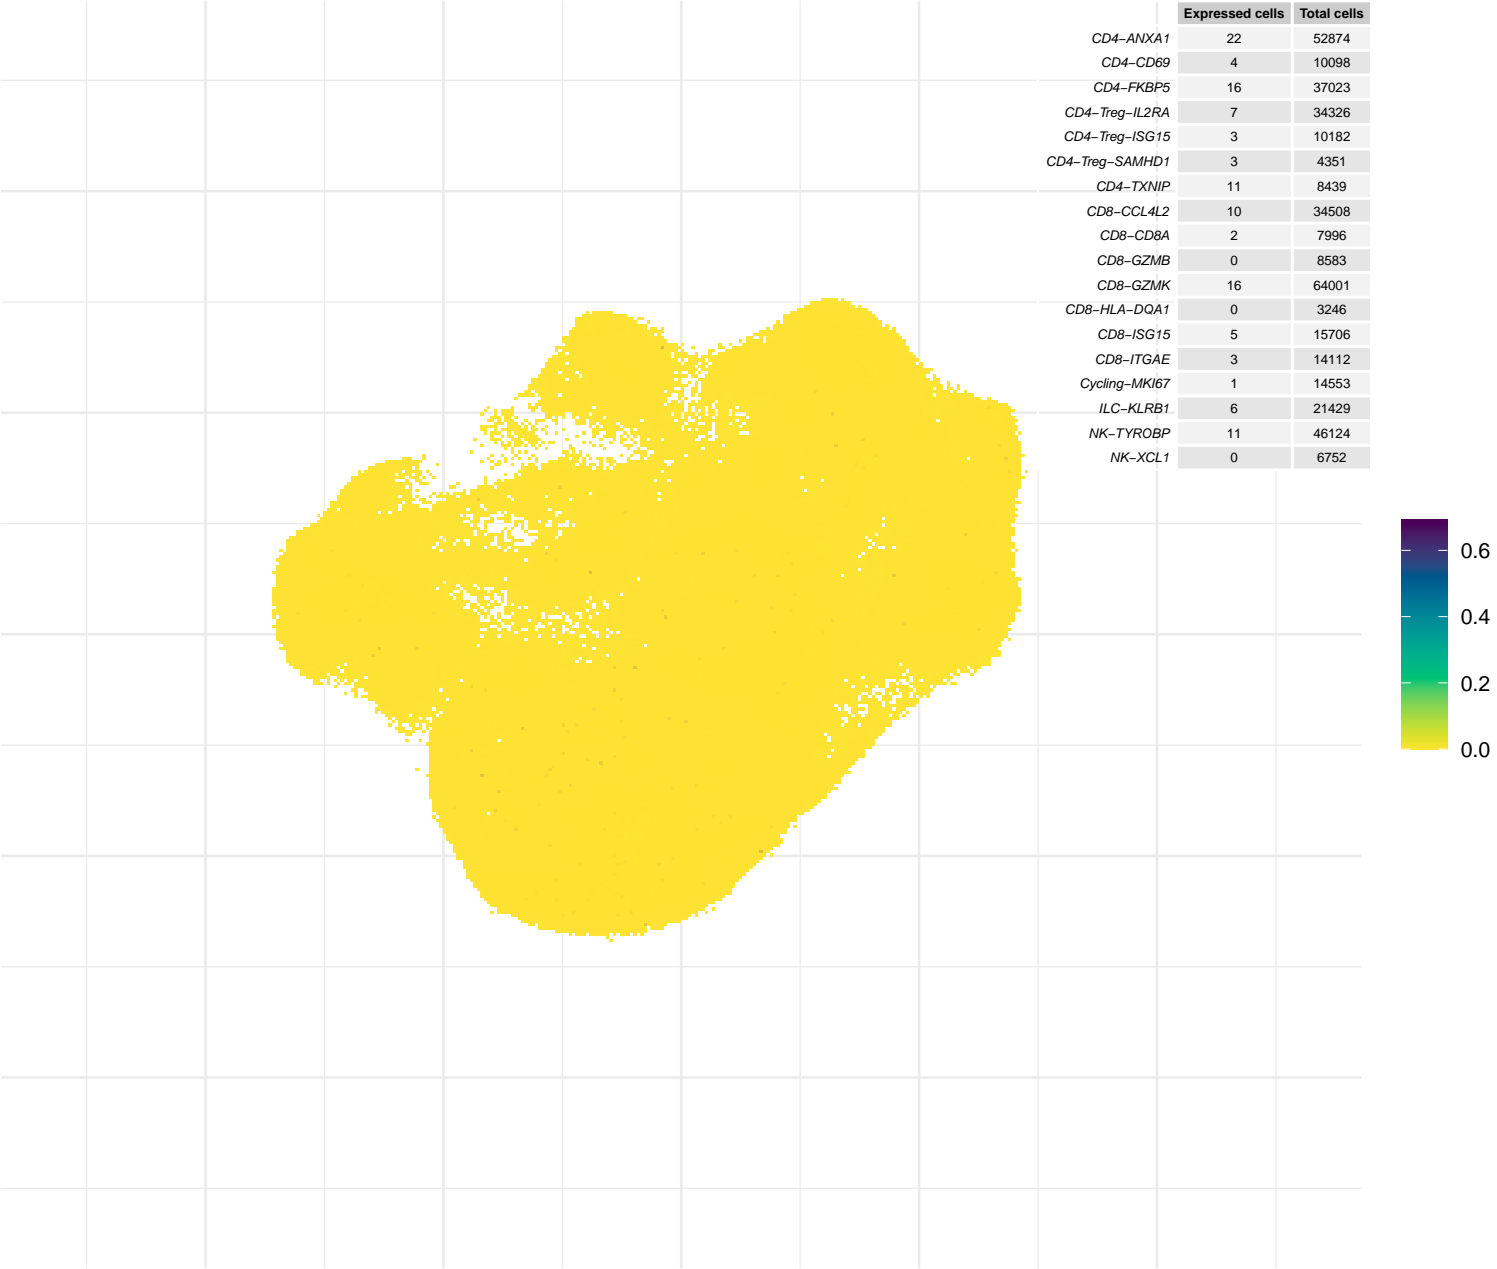 Expressed cells Total cells
CD4−ANXA1 22 52874
CD4−CD69 4 10098
CD4−FKBP5 16 37023
CD4−Treg−IL2RA 7 34326
CD4−Treg−ISG15 3 10182
CD4−Treg−SAMHD1 3 4351
CD4−TXNIP 11 8439
CD8−CCL4L2 10 34508
CD8−CD8A 2 7996
CD8−GZMB 0 8583
CD8−GZMK 16 64001
CD8−HLA−DQA1 0 3246
CD8−ISG15 5 15706
CD8−ITGAE 3 14112
Cycling−MKI67 1 14553
ILC−KLRB1 6 21429
NK−TYROBP 11 46124
NK−XCL1 0 6752
0.6
0.4
0.2
0.0